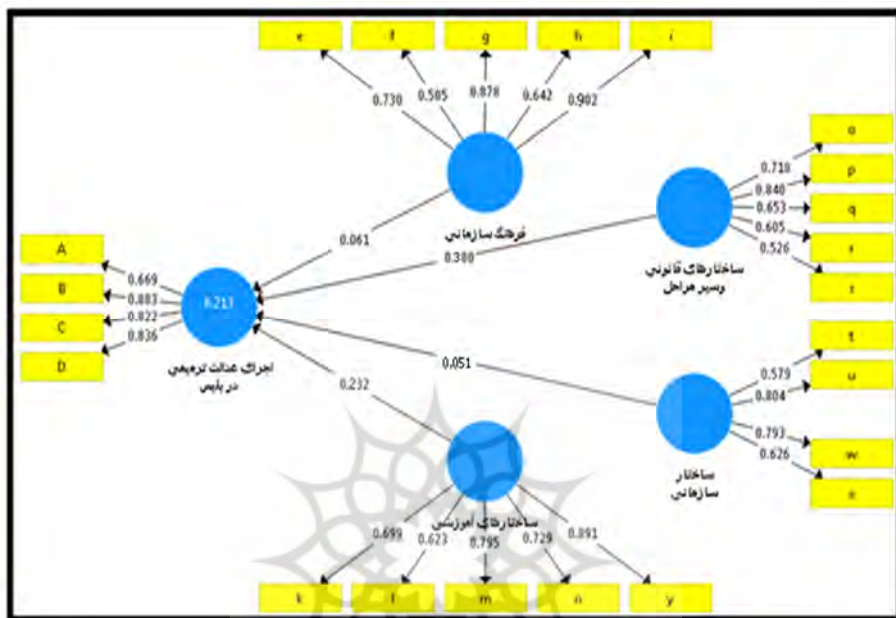 e f g h i
0.730 0.505 0.878 0.642 0.902
فرهنگ سازمانی
o
p
q
0.718
0.840
0.653
0.605
0.526
ساختارهای قانونی
وسیر مراحل
0.061
0.380
A
B
C
D
0.669
0.883
0.822
0.836
0.213
اجرای عدالت ترمیمی
در پلیس
0.051
0.232
t
u
w
0.579
0.804
0.793
0.626
ساختار
سازمانی
ساختارهای آموزشی
0.699 0.623 0.795 0.729 0.891
k l m n y